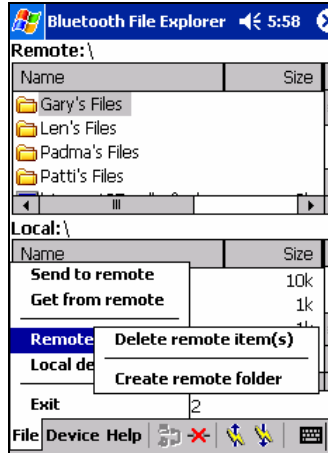 Bluetooth File Explorer 5:58
Remote: \
Name Size
Gary's Files
Len's Files
Padma's Files
Patti's Files
Local: \
Name Size
Send to remote 10k
Get from remote 1k
1k
Remote Delete remote item(s)
Local de
Create remote folder
Exit 2
File Device Help